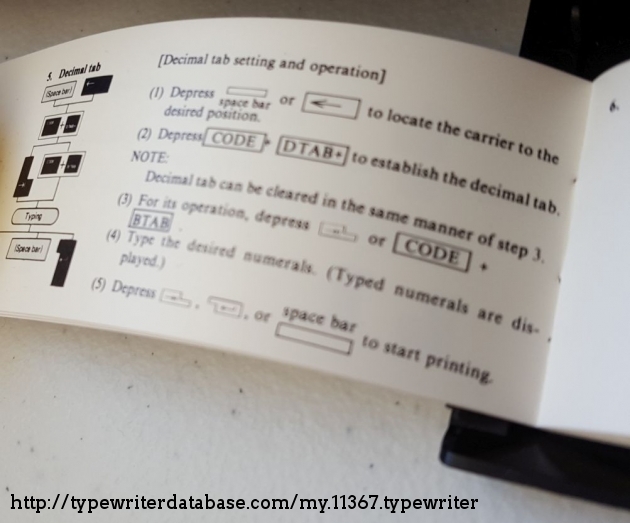 5. Decimal tab
(Space bar)
Typing
(Space bar)
[Decimal tab setting and operation]
(1) Depress space bar or ← to locate the carrier to the
desired position.
(2) Depress CODE + DTAB+ to establish the decimal tab.
NOTE:
Decimal tab can be cleared in the same manner of step 3.
(3) For its operation, depress or CODE +
BTAB .
(4) Type the desired numerals. (Typed numerals are dis-
played.)
(5) Depress , , or space bar to start printing.
6.
http://typewriterdatabase.com/my.11367.typewriter